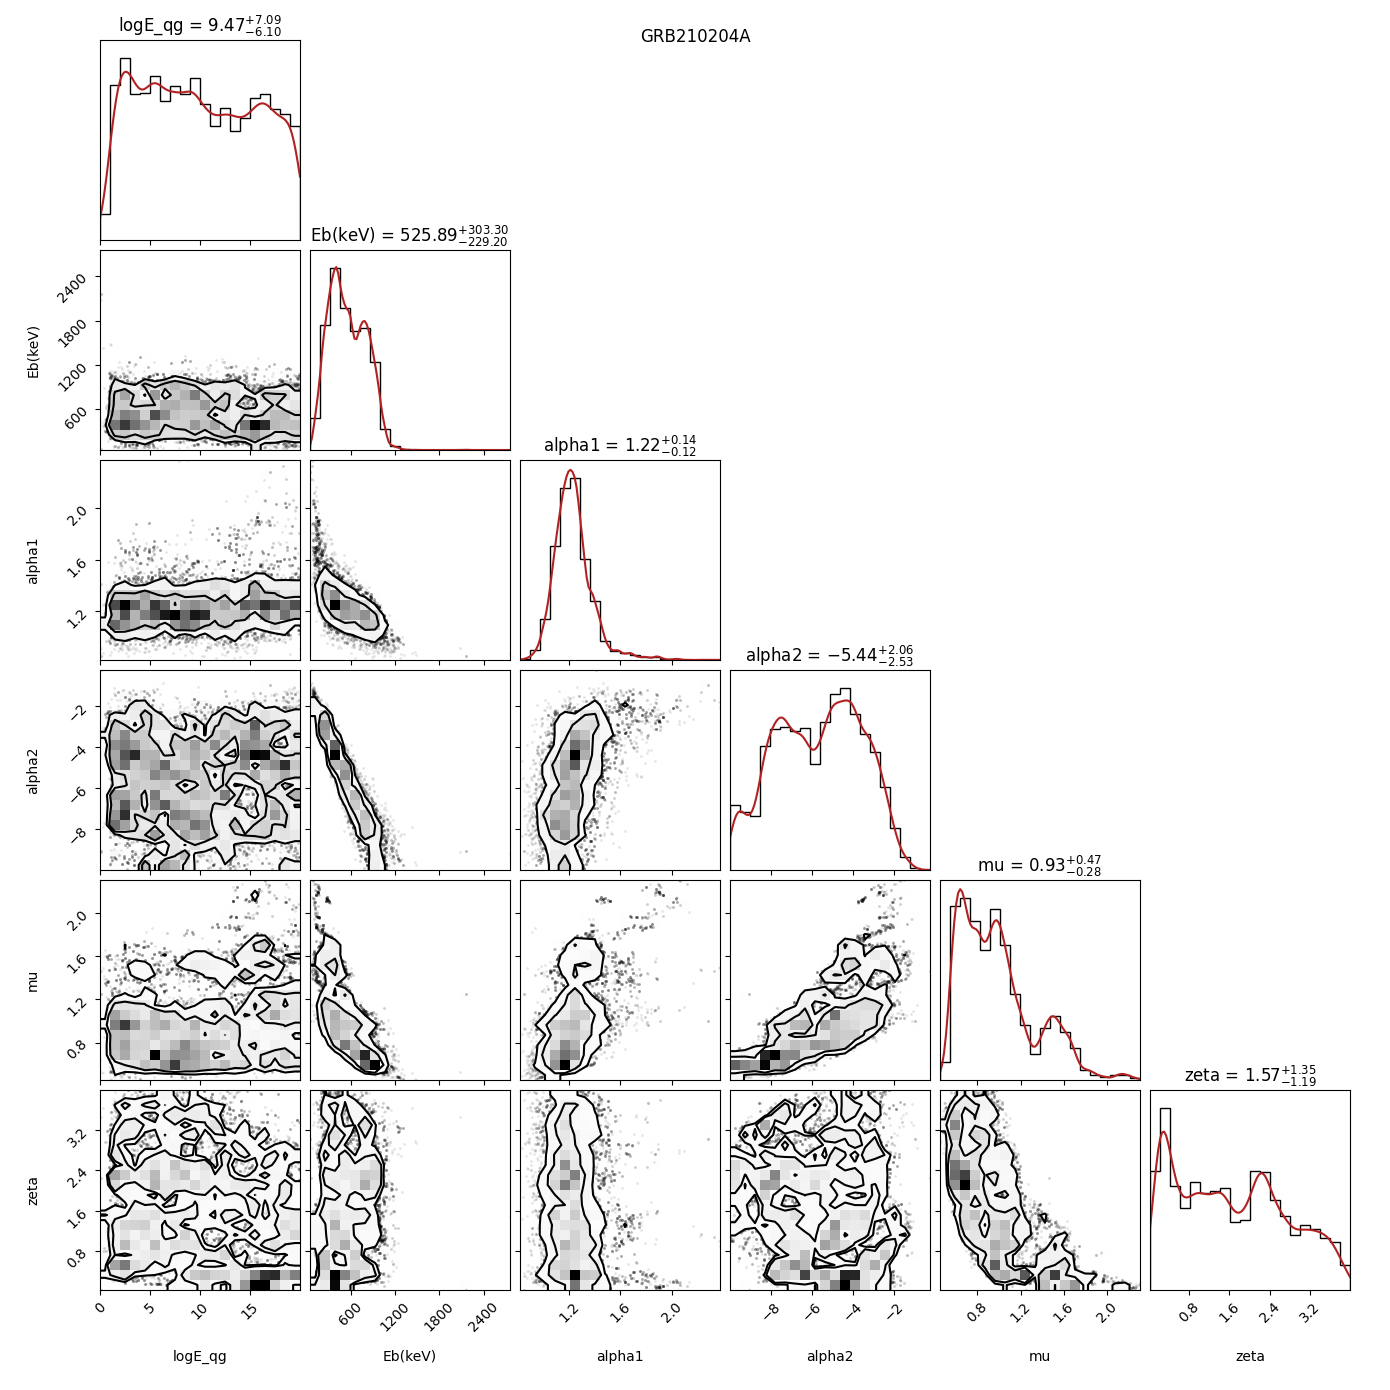 GRB210204A
logE_qg = 9.47+7.09−6.10
Eb(keV) = 525.89+303.30−229.20
Eb(keV)
2400
1800
1200
600
alpha1 = 1.22+0.14−0.12
alpha1
2.0
1.6
1.2
alpha2 = −5.44+2.06−2.53
alpha2
−2
−4
−6
−8
mu = 0.93+0.47−0.28
mu
2.0
1.6
1.2
0.8
zeta = 1.57+1.35−1.19
zeta
3.2
2.4
1.6
0.8
0 5 10 15
600 1200 1800 2400
1.2 1.6 2.0
−8 −6 −4 −2
0.8 1.2 1.6 2.0
0.8 1.6 2.4 3.2
logE_qg Eb(keV) alpha1 alpha2 mu zeta